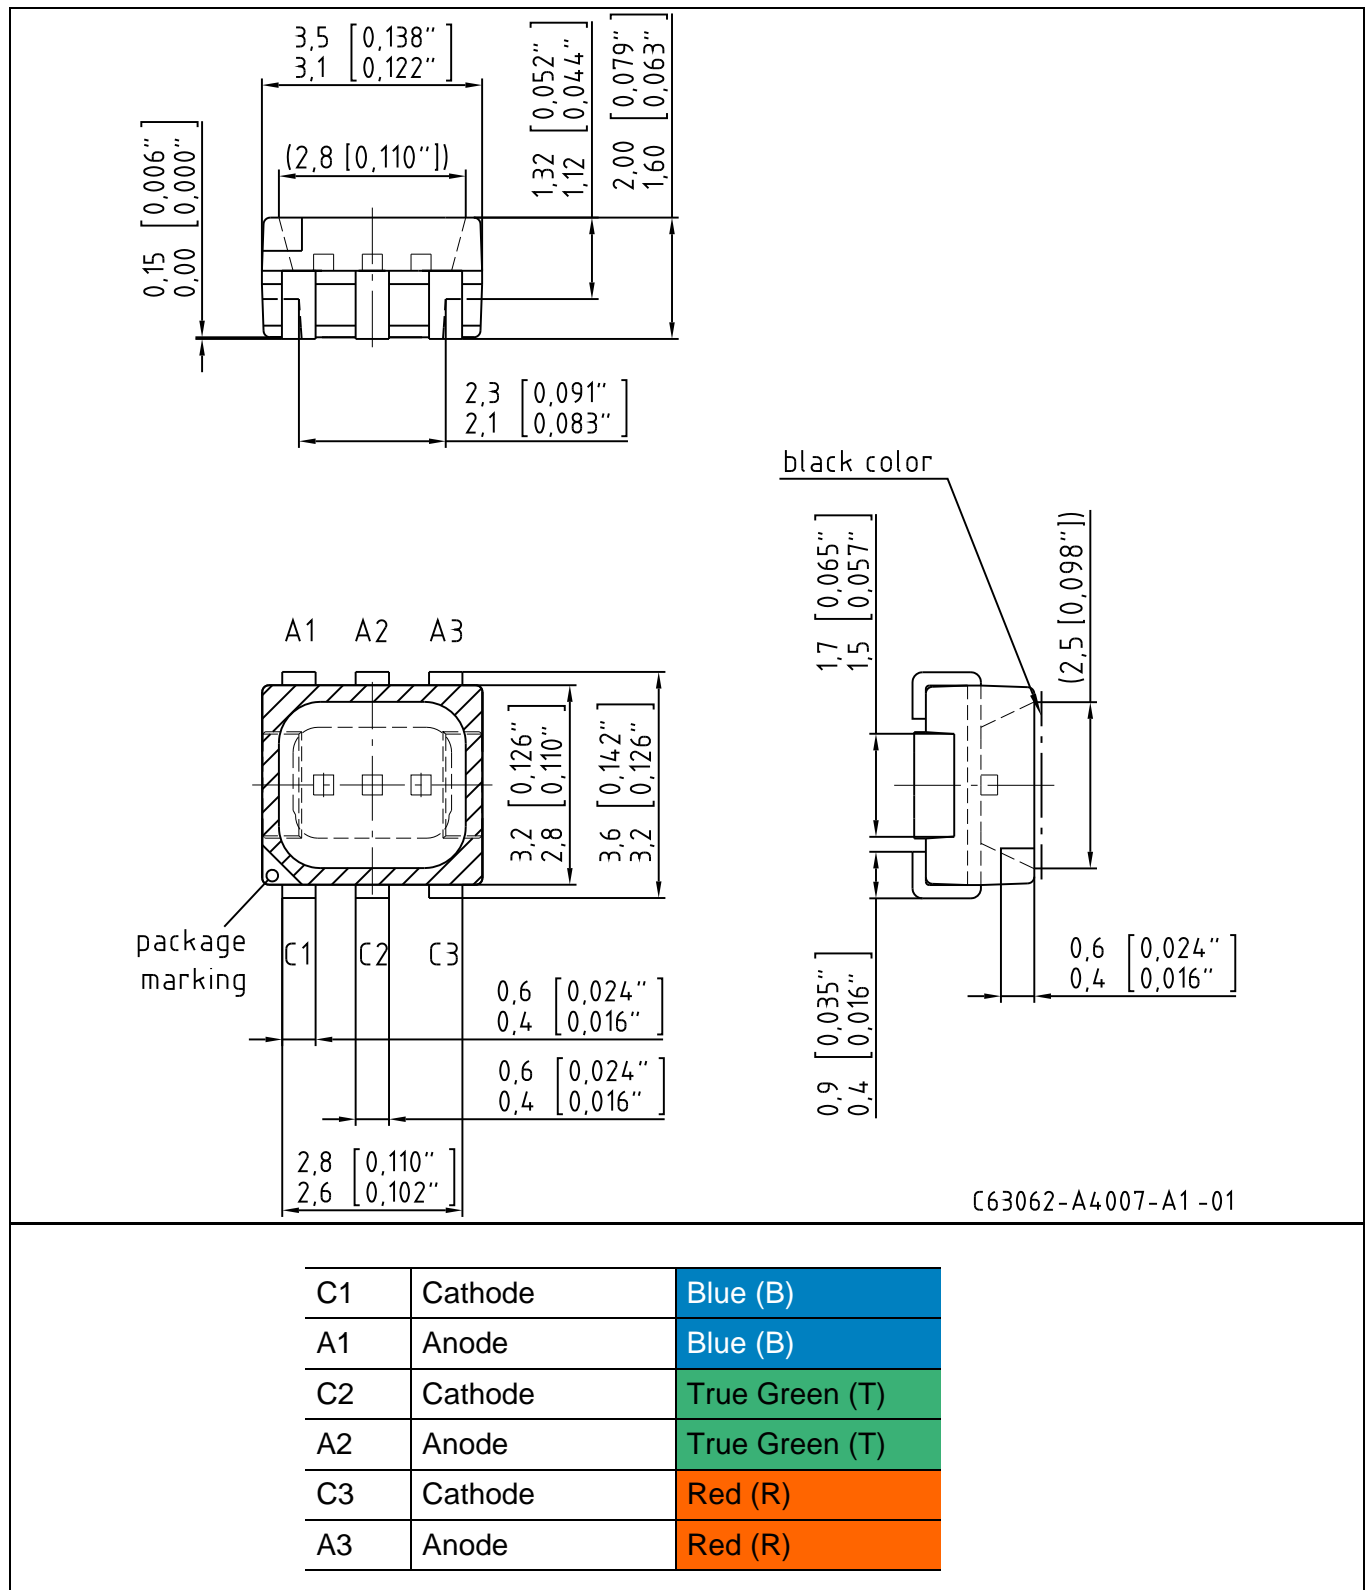 3,5 [0,138"]
3,1 [0,122"]
(2,8 [0,110"])
0,15 [0,006"]
0,00 [0,000"]
1,32 [0,052"]
1,12 [0,044"]
2,00 [0,079"]
1,60 [0,063"]
2,3 [0,091"]
2,1 [0,083"]
black color
1,7 [0,065"]
1,5 [0,057"]
(2,5 [0,098"])
A1 A2 A3
3,2 [0,126"]
2,8 [0,110"]
3,6 [0,142"]
3,2 [0,126"]
package
marking
C1 C2 C3
0,6 [0,024"]
0,4 [0,016"]
0,6 [0,024"]
0,4 [0,016"]
2,8 [0,110"]
2,6 [0,102"]
0,9 [0,035"]
0,4 [0,016"]
0,6 [0,024"]
0,4 [0,016"]
C63062-A4007-A1-01
C1 Cathode Blue (B)
A1 Anode Blue (B)
C2 Cathode True Green (T)
A2 Anode True Green (T)
C3 Cathode Red (R)
A3 Anode Red (R)